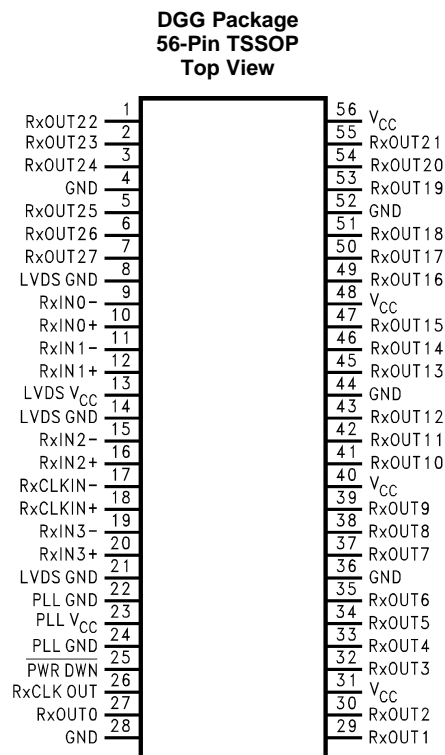 DGG Package
56-Pin TSSOP
Top View
RxOUT22 1
RxOUT23 2
RxOUT24 3
GND 4
RxOUT25 5
RxOUT26 6
RxOUT27 7
LVDS GND 8
RxIN0- 9
RxIN0+ 10
RxIN1- 11
RxIN1+ 12
LVDS VCC 13
LVDS GND 14
RxIN2- 15
RxIN2+ 16
RxCLKIN- 17
RxCLKIN+ 18
RxIN3- 19
RxIN3+ 20
LVDS GND 21
PLL GND 22
PLL VCC 23
PLL GND 24
PWR DWN 25
RxCLK OUT 26
RxOUT0 27
GND 28
56 VCC
55 RxOUT21
54 RxOUT20
53 RxOUT19
52 GND
51 RxOUT18
50 RxOUT17
49 RxOUT16
48 VCC
47 RxOUT15
46 RxOUT14
45 RxOUT13
44 GND
43 RxOUT12
42 RxOUT11
41 RxOUT10
40 VCC
39 RxOUT9
38 RxOUT8
37 RxOUT7
36 GND
35 RxOUT6
34 RxOUT5
33 RxOUT4
32 RxOUT3
31 VCC
30 RxOUT2
29 RxOUT1